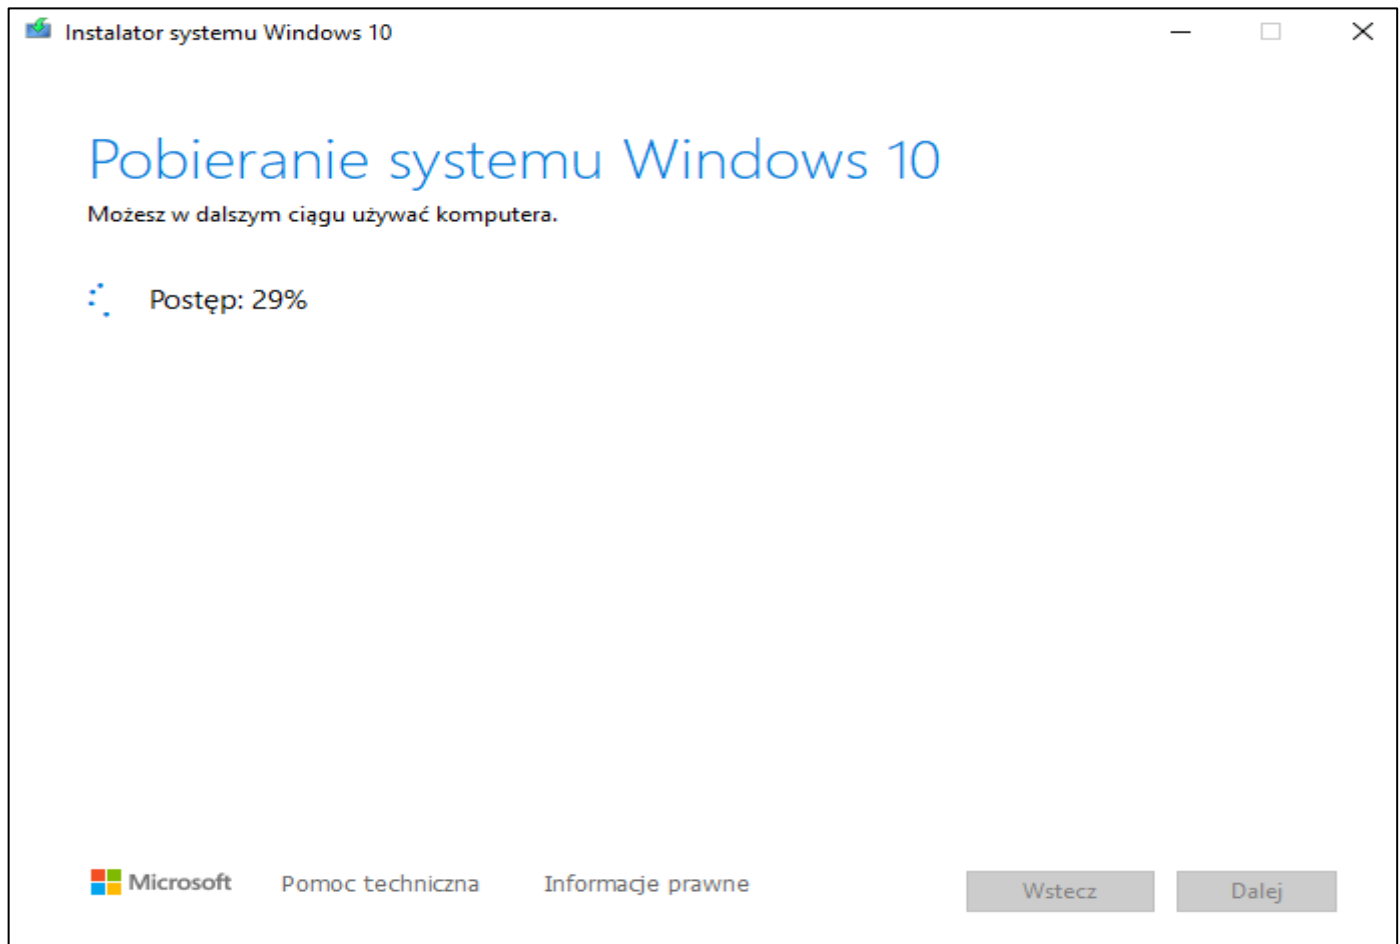 Instalator systemu Windows 10
Pobieranie systemu Windows 10
Możesz w dalszym ciągu używać komputera.
Postęp: 29%
Microsoft Pomoc techniczna Informacje prawne Wstecz Dalej